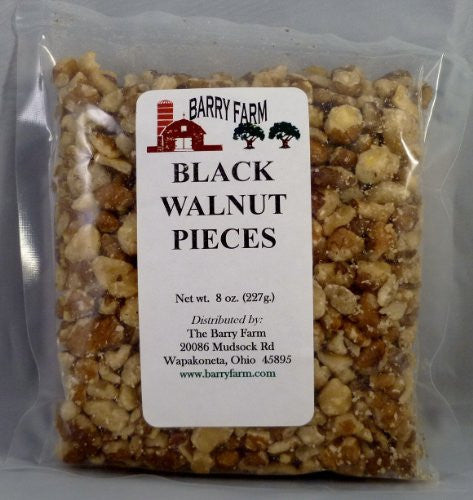 BARRY FARM
BLACK
WALNUT
PIECES
Net wt. 8 oz. (227g.)
Distributed by:
The Barry Farm
20086 Mudsock Rd
Wapakoneta, Ohio 45895
www.barryfarm.com